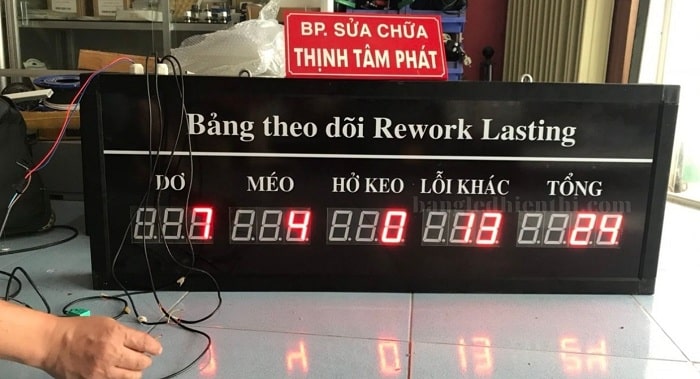 BP. SỬA CHỮA
THỊNH TÂM PHÁT
Bảng theo dõi Rework Lasting
DƠ MÉO HỞ KEO LỖI KHÁC TỔNG
bangledhienthi.com
7 4 0 13 24